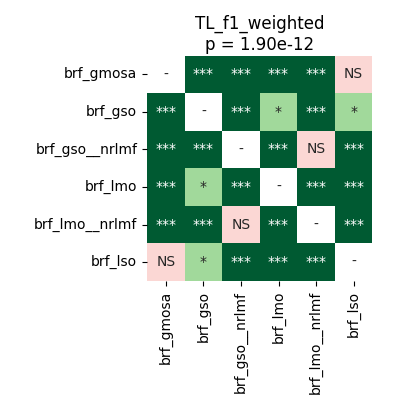 TL_f1_weighted
p = 1.90e-12
brf_gmosa - *** *** *** *** NS
brf_gso *** - *** * *** *
brf_gso__nrlmf *** *** - *** NS ***
brf_lmo *** * *** - *** ***
brf_lmo__nrlmf *** *** NS *** - ***
brf_lso NS * *** *** *** -
brf_gmosa
brf_gso
brf_gso__nrlmf
brf_lmo
brf_lmo__nrlmf
brf_lso